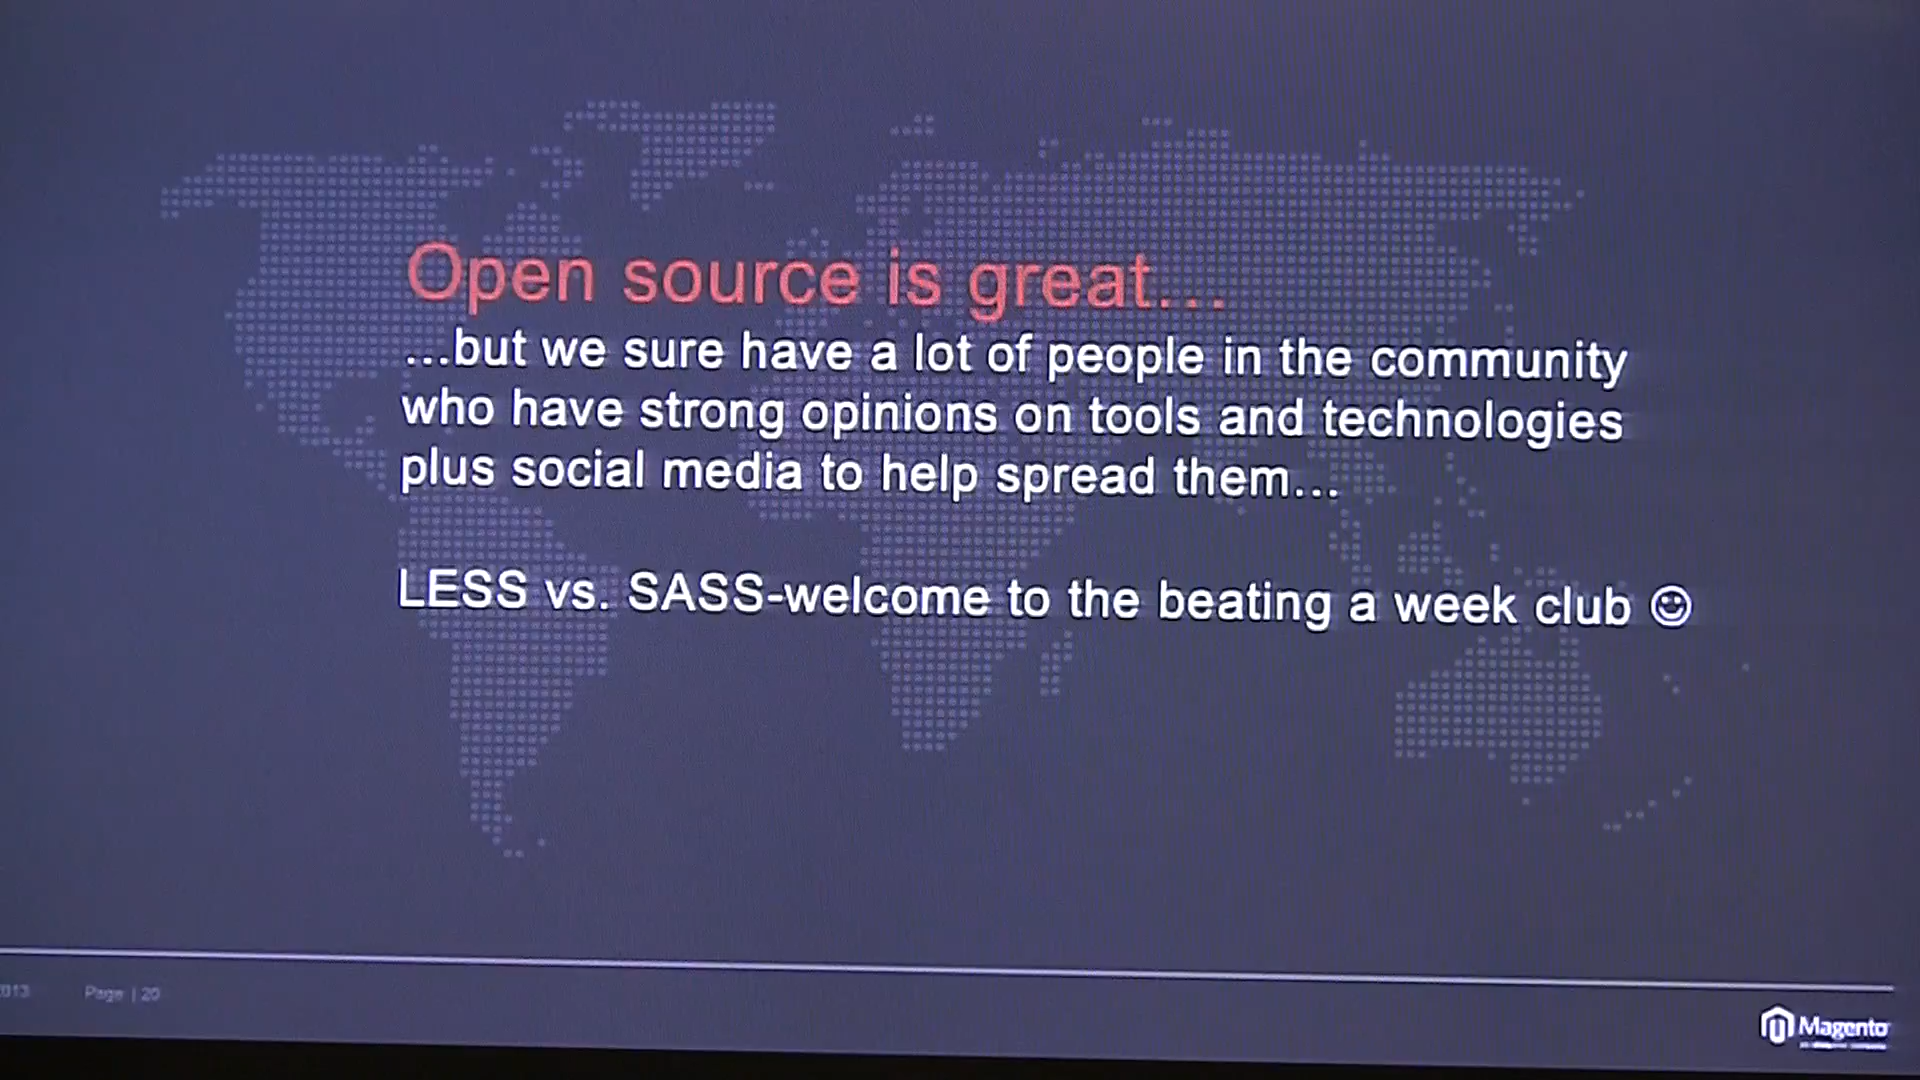 Open source is great...
...but we sure have a lot of people in the community
who have strong opinions on tools and technologies
plus social media to help spread them...
LESS vs. SASS-welcome to the beating a week club ☺
Page | 20
Magento